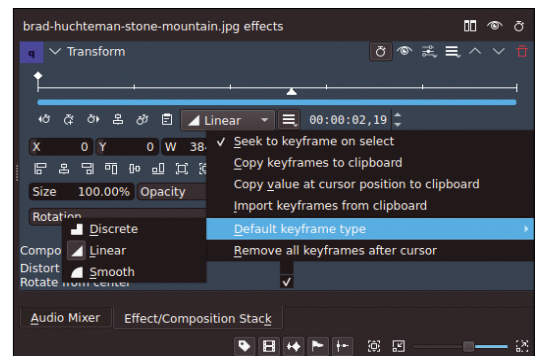 brad-huchteman-stone-mountain.jpg effects
q Transform
Linear 00:00:02,19
X 0 Y 0 W
Seek to keyframe on select
Copy keyframes to clipboard
Size 100.00% Opacity
Copy value at cursor position to clipboard
Import keyframes from clipboard
Rotation
Discrete
Default keyframe type
Compo
Linear
Remove all keyframes after cursor
Distort
Smooth
Rotate from center
Audio Mixer Effect/Composition Stack